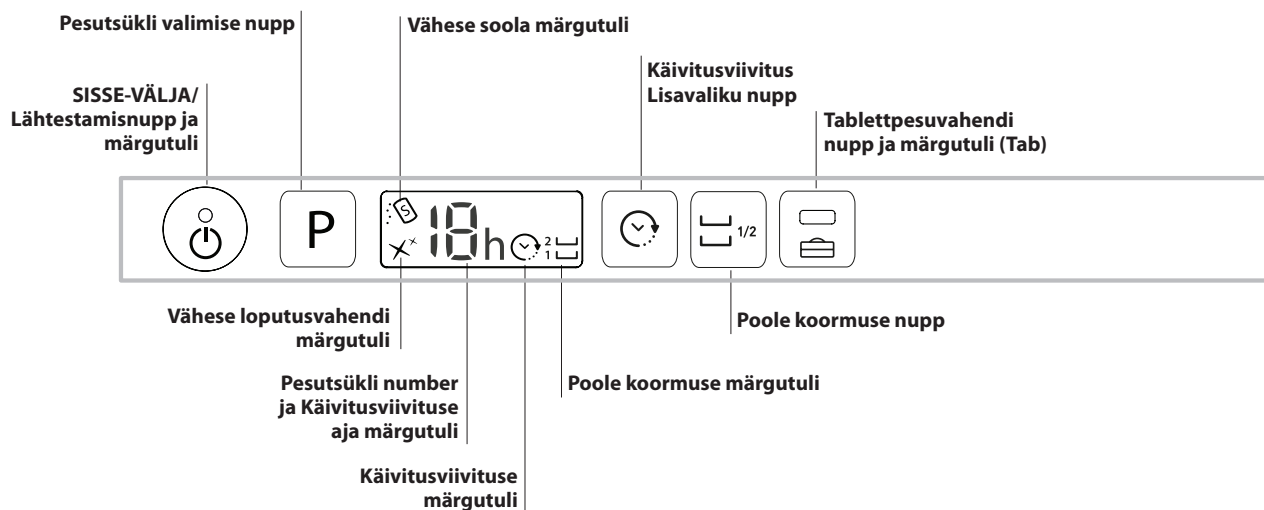 Pesutsükli valimise nupp
Vähese soola märgutuli
Käivitusviivitus
Lisavaliku nupp
SISSE-VÄLJA/
Lähtestamisnupp ja
märgutuli
Tablettpesuvahendi
nupp ja märgutuli (Tab)
P
S
18h
2
1
1/2
Vähese loputusvahendi
märgutuli
Poole koormuse nupp
Pesutsükli number
ja Käivitusviivituse
aja märgutuli
Poole koormuse märgutuli
Käivitusviivituse
märgutuli